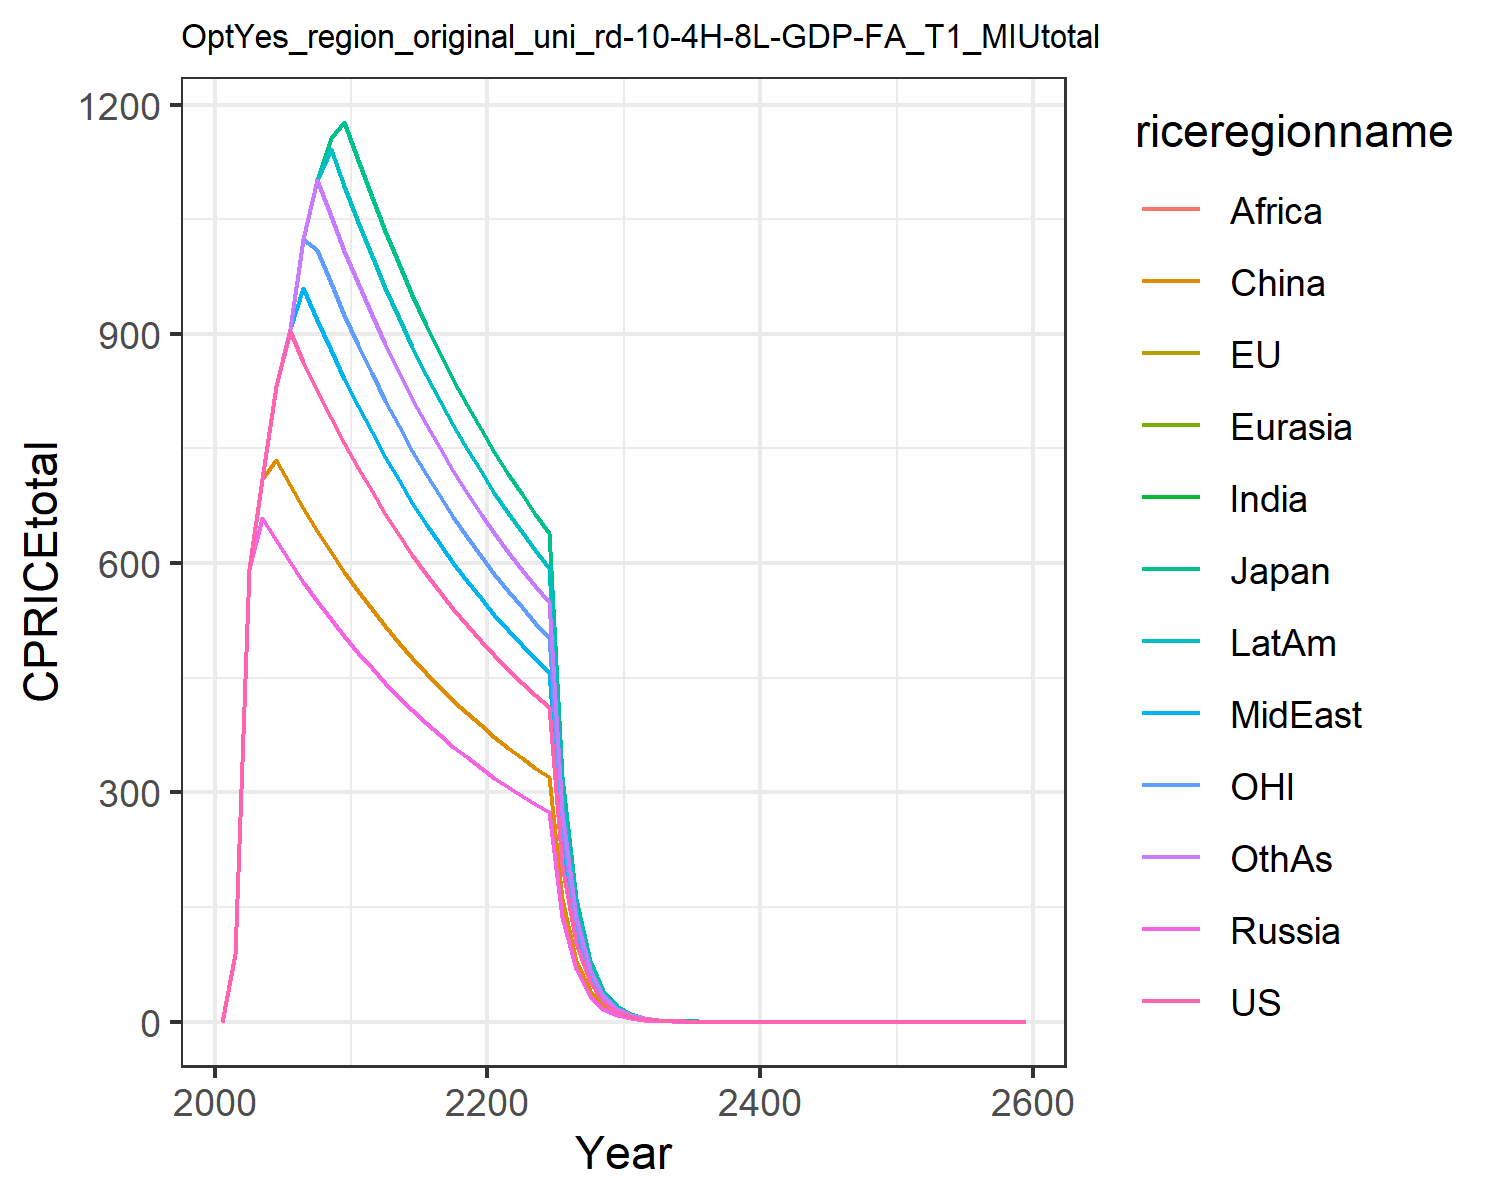 OptYes_region_original_uni_rd-10-4H-8L-GDP-FA_T1_MIUtotal
1200
900
600
300
0
CPRICEtotal
2000
2200
2400
2600
Year
riceregionname
Africa
China
EU
Eurasia
India
Japan
LatAm
MidEast
OHI
OthAs
Russia
US